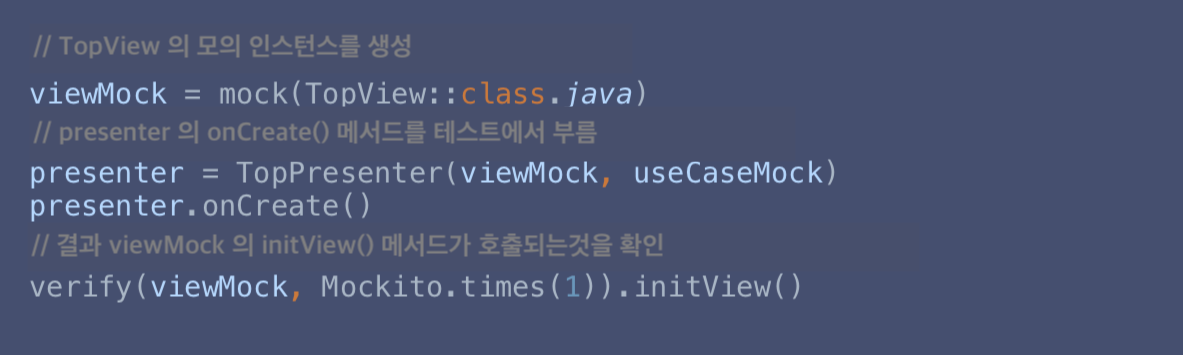 // TopView 의 모의 인스턴스를 생성
viewMock = mock(TopView::class.java)
// presenter 의 onCreate() 메서드를 테스트에서 부름
presenter = TopPresenter(viewMock, useCaseMock)
presenter.onCreate()
// 결과 viewMock 의 initView() 메서드가 호출되는것을 확인
verify(viewMock, Mockito.times(1)).initView()